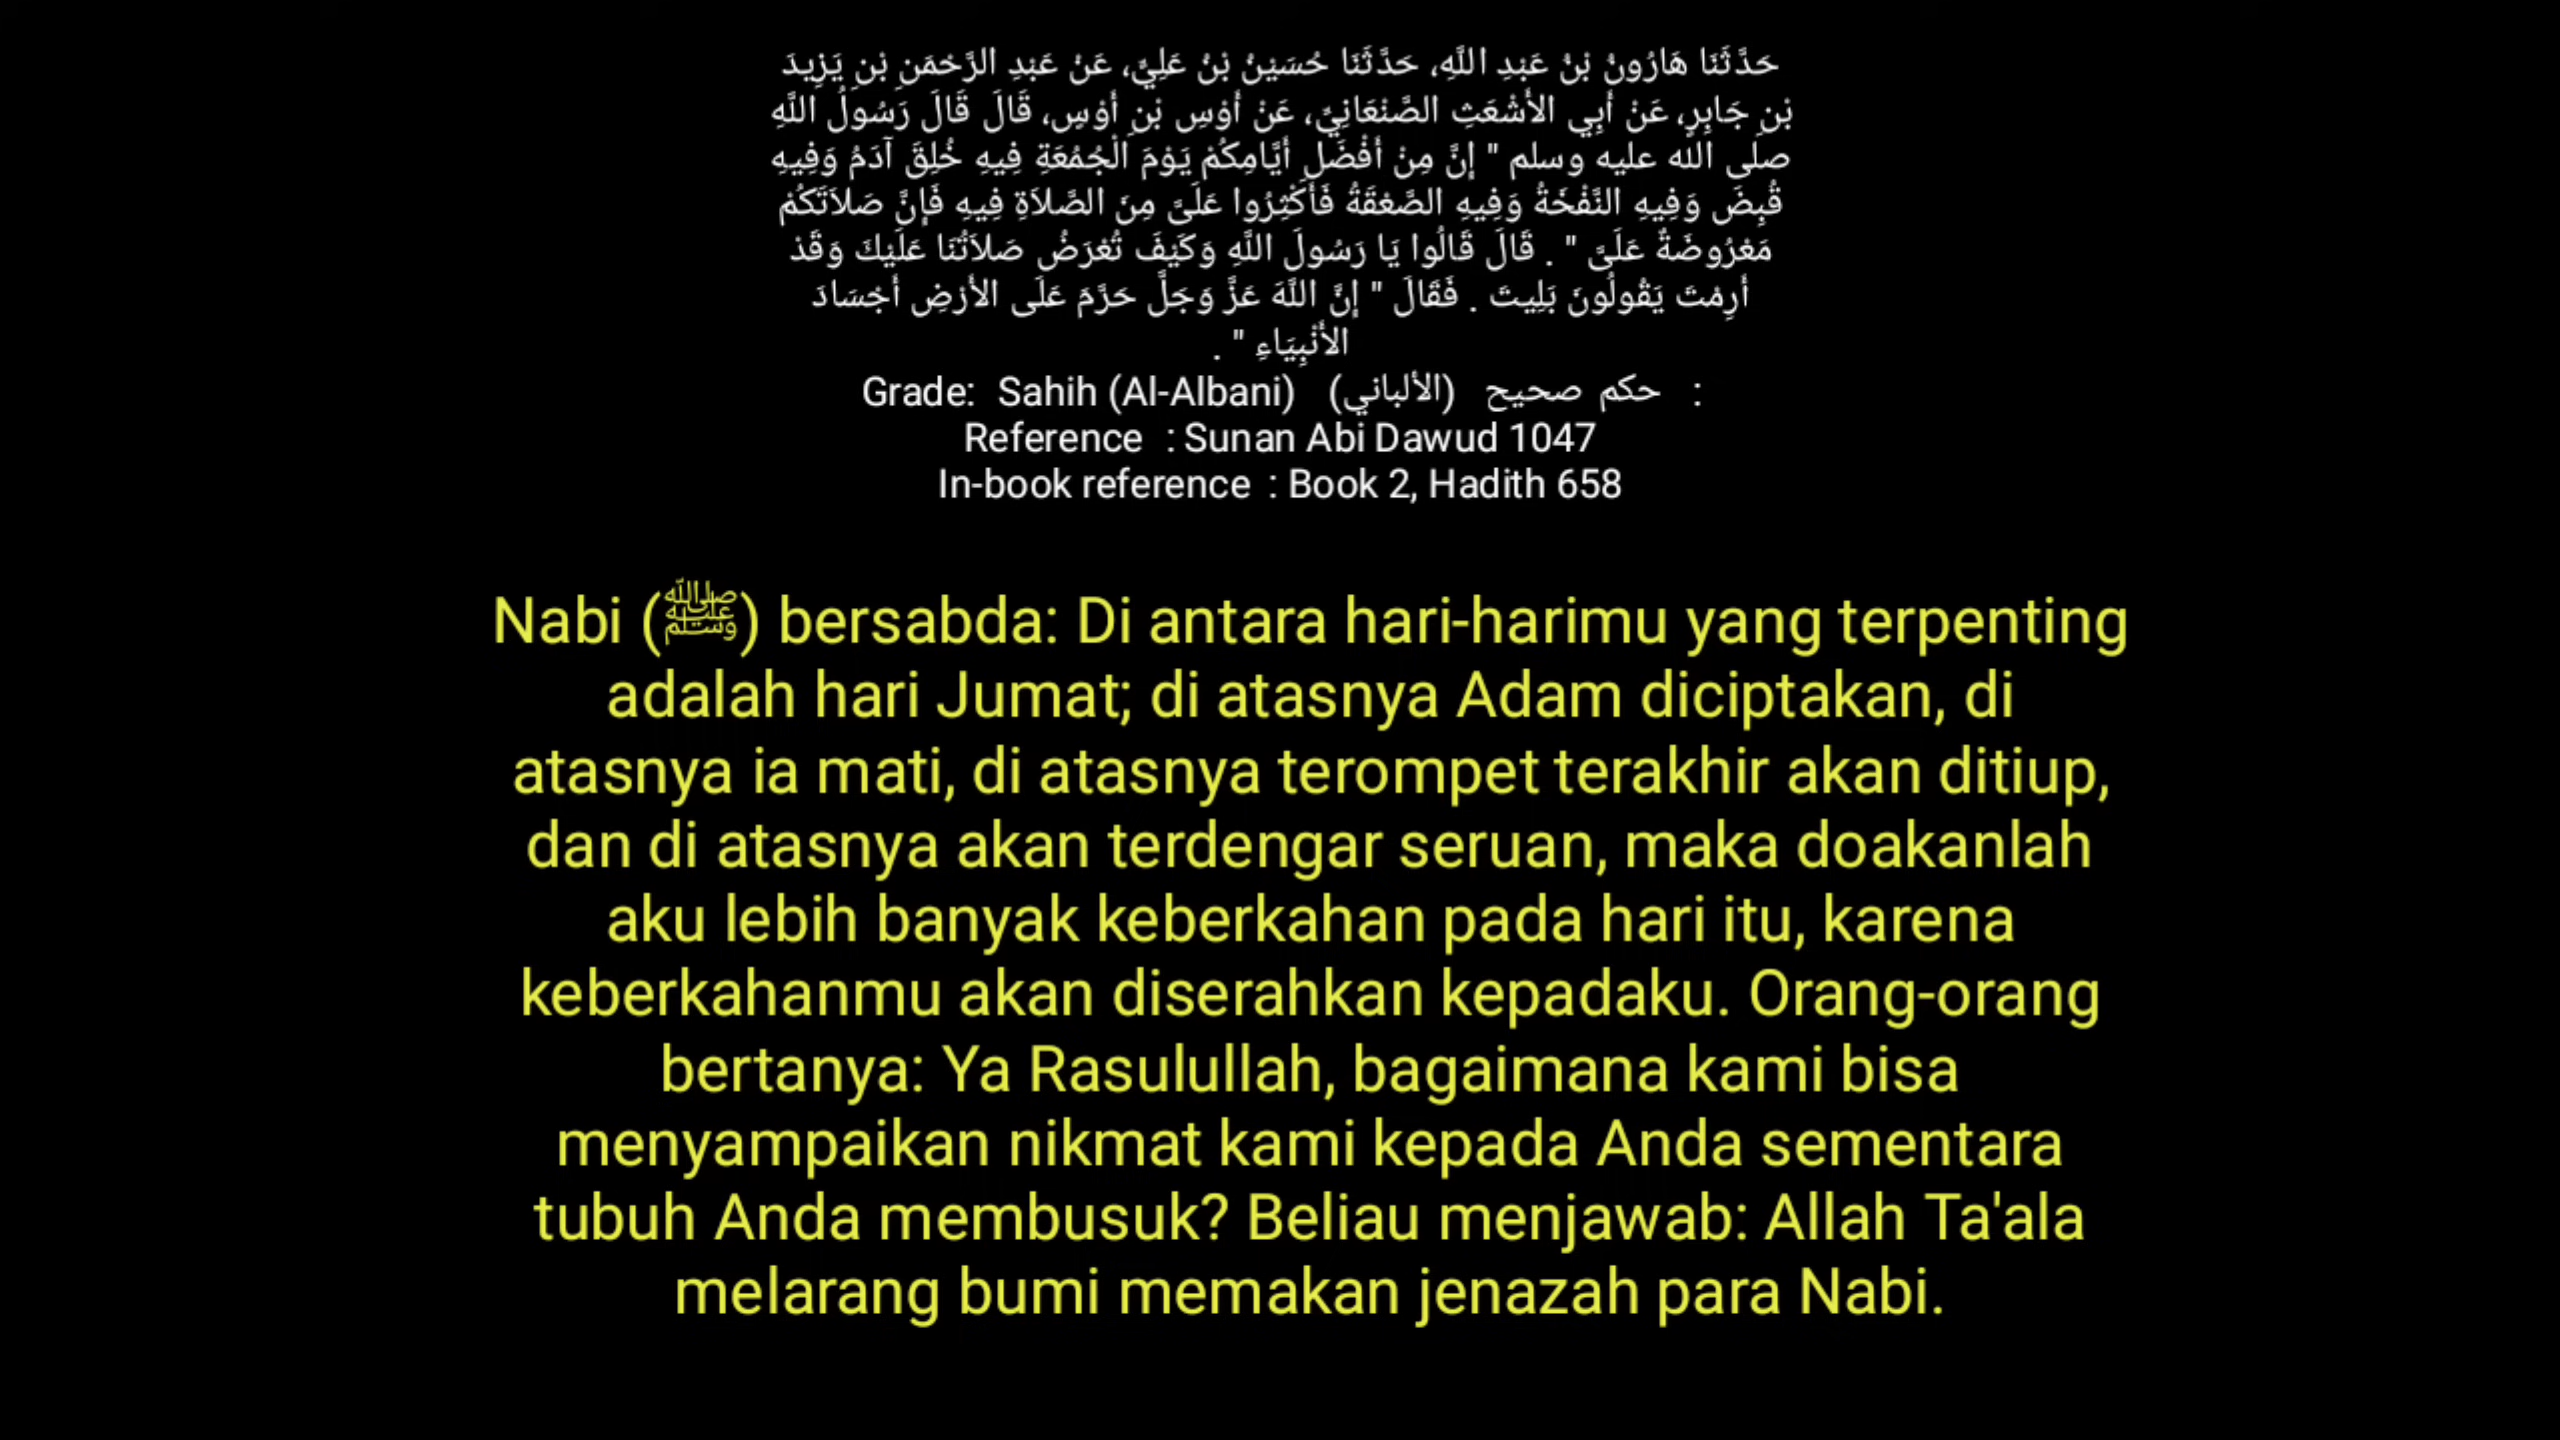 حَدَّثَنَا هَارُونُ بْنُ عَبْدِ اللَّهِ، حَدَّثَنَا حُسَيْنُ بْنُ عَلِيٍّ، عَنْ عَبْدِ الرَّحْمَنِ بْنِ يَزِيدَ
بْنِ جَابِرٍ، عَنْ أَبِي الأَشْعَثِ الصَّنْعَانِيِّ، عَنْ أَوْسِ بْنِ أَوْسٍ، قَالَ قَالَ رَسُولُ اللَّهِ
صلى الله عليه وسلم " إِنَّ مِنْ أَفْضَلِ أَيَّامِكُمْ يَوْمَ الْجُمُعَةِ فِيهِ خُلِقَ آدَمُ وَفِيهِ
قُبِضَ وَفِيهِ النَّفْخَةُ وَفِيهِ الصَّعْقَةُ فَأَكْثِرُوا عَلَىَّ مِنَ الصَّلاَةِ فِيهِ فَإِنَّ صَلاَتَكُمْ
مَعْرُوضَةٌ عَلَىَّ " . قَالَ قَالُوا يَا رَسُولَ اللَّهِ وَكَيْفَ تُعْرَضُ صَلاَتُنَا عَلَيْكَ وَقَدْ
أَرِمْتَ يَقُولُونَ بَلِيتَ . فَقَالَ " إِنَّ اللَّهَ عَزَّ وَجَلَّ حَرَّمَ عَلَى الأَرْضِ أَجْسَادَ
الأَنْبِيَاءِ " .
Grade: Sahih (Al-Albani) (الألباني) حكم صحيح :
Reference : Sunan Abi Dawud 1047
In-book reference : Book 2, Hadith 658
Nabi (ﷺ) bersabda: Di antara hari-harimu yang terpenting
adalah hari Jumat; di atasnya Adam diciptakan, di
atasnya ia mati, di atasnya terompet terakhir akan ditiup,
dan di atasnya akan terdengar seruan, maka doakanlah
aku lebih banyak keberkahan pada hari itu, karena
keberkahanmu akan diserahkan kepadaku. Orang-orang
bertanya: Ya Rasulullah, bagaimana kami bisa
menyampaikan nikmat kami kepada Anda sementara
tubuh Anda membusuk? Beliau menjawab: Allah Ta'ala
melarang bumi memakan jenazah para Nabi.